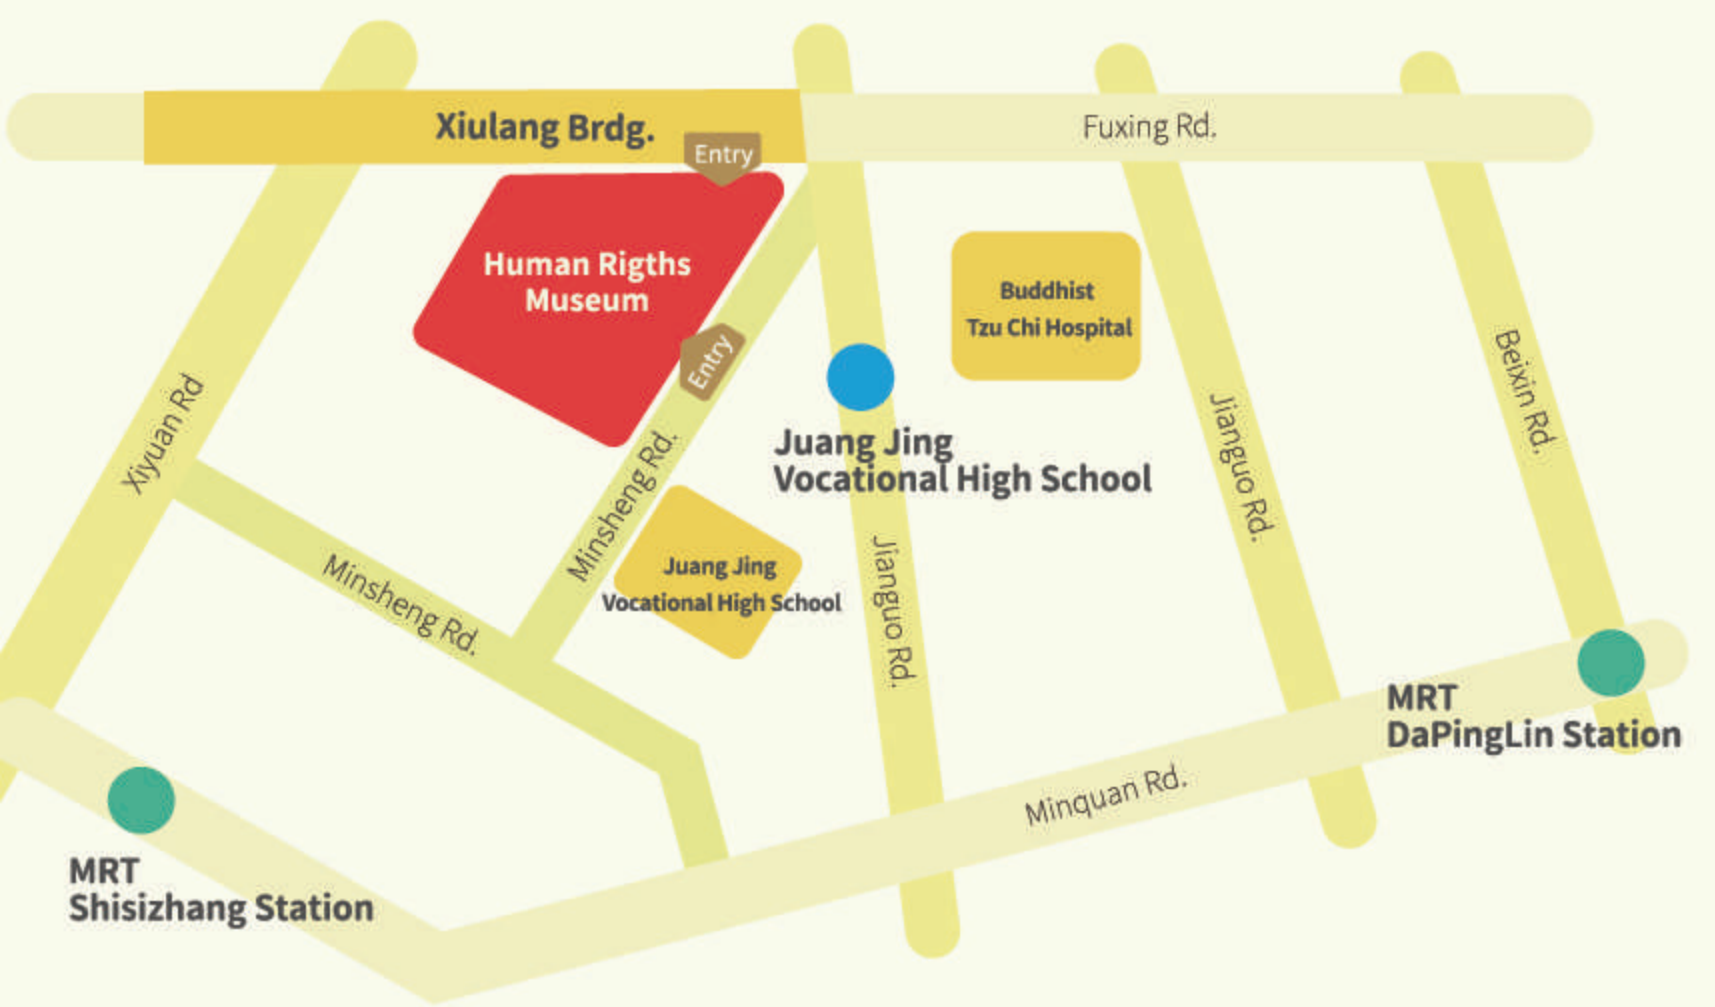 Xiulang Brdg.
Fuxing Rd.
Entry
Human Rigths
Museum
Buddhist
Tzu Chi Hospital
Entry
Xiyuan Rd
Beixin Rd.
Jianguo Rd.
Juang Jing
Vocational High School
Minsheng Rd.
Minsheng Rd.
Juang Jing
Vocational High School
Jianguo Rd.
MRT
DaPingLin Station
Minquan Rd.
MRT
Shisizhang Station